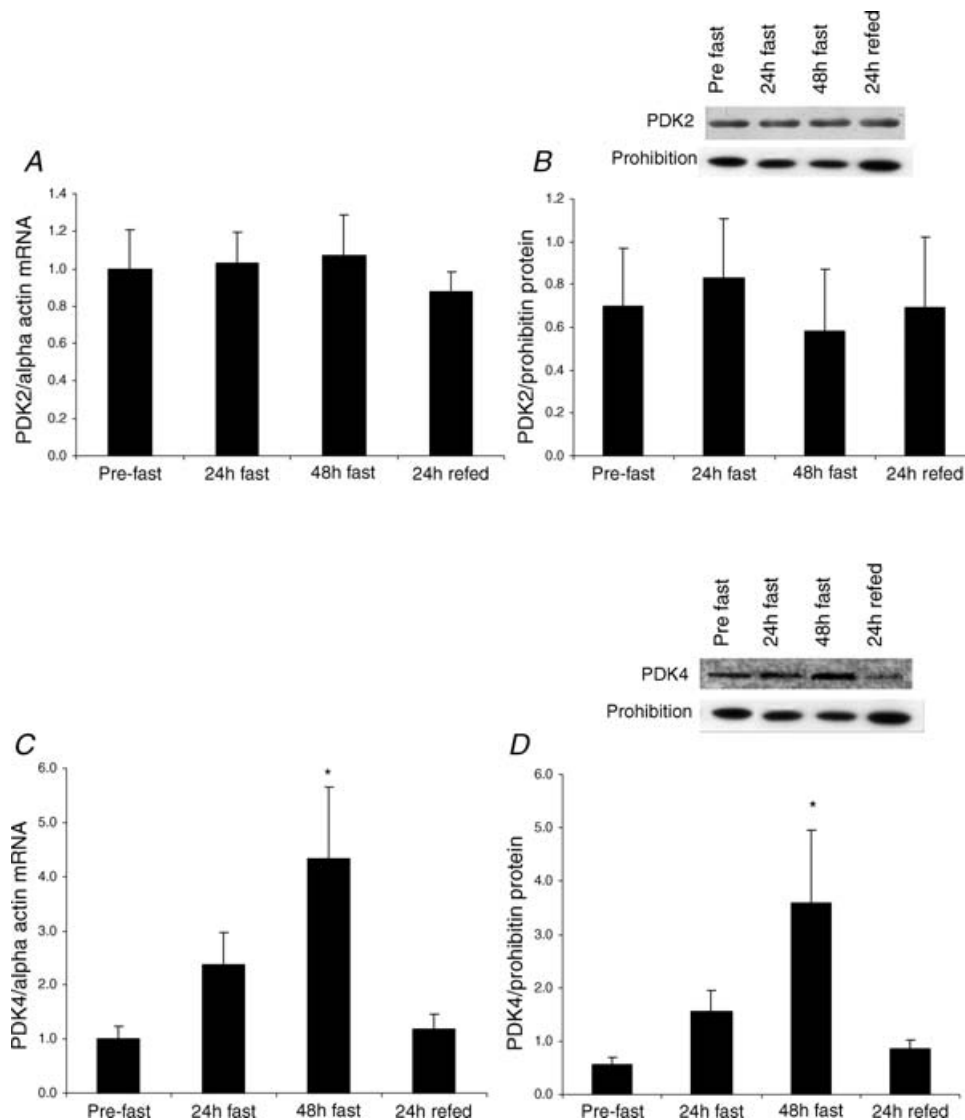 Pre fast 24h fast 48h fast 24h refed
PDK2
Prohibition
A
B
PDK2/alpha actin mRNA
1.4
1.2
1.0
0.8
0.6
0.4
0.2
0.0
Pre-fast 24h fast 48h fast 24h refed
PDK2/prohibitin protein
1.2
1.0
0.8
0.6
0.4
0.2
0.0
Pre-fast 24h fast 48h fast 24h refed
Pre fast 24h fast 48h fast 24h refed
PDK4
Prohibition
C
D
PDK4/alpha actin mRNA
6.0
5.0
4.0
3.0
2.0
1.0
0.0
*
Pre-fast 24h fast 48h fast 24h refed
PDK4/prohibitin protein
6.0
5.0
4.0
3.0
2.0
1.0
0.0
*
Pre-fast 24h fast 48h fast 24h refed